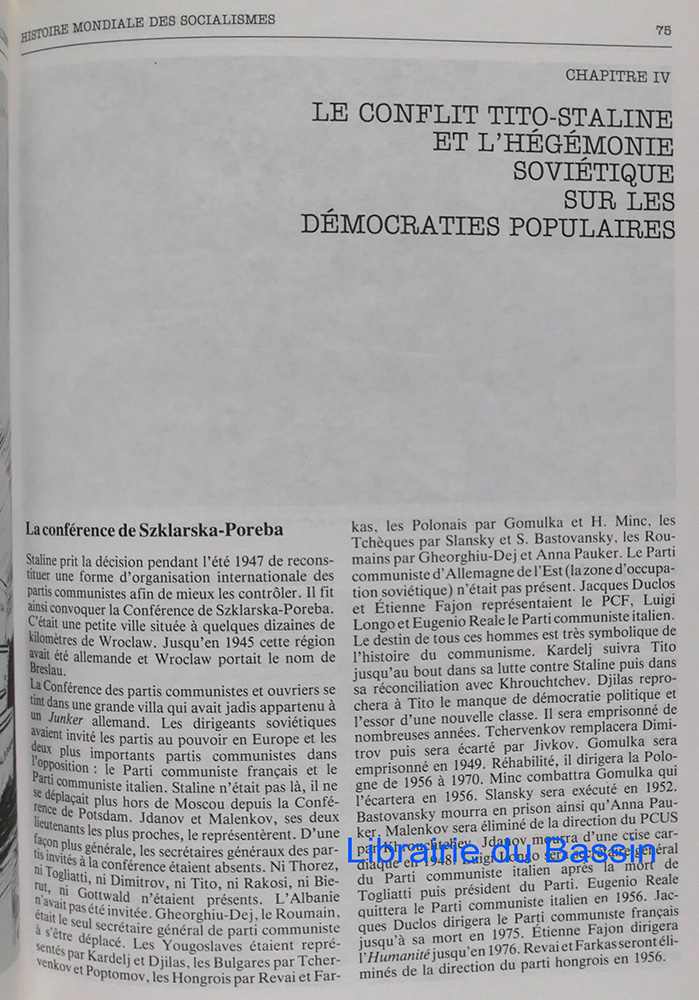 HISTOIRE MONDIALE DES SOCIALISMES
75
CHAPITRE IV
LE CONFLIT TITO-STALINE
ET L'HÉGÉMONIE
SOVIÉTIQUE
SUR LES
DÉMOCRATIES POPULAIRES
La conférence de Szklarska-Poreba
Staline prit la décision pendant l'été 1947 de recons-
tituer une forme d'organisation internationale des
partis communistes afin de mieux les contrôler. Il fit
ainsi convoquer la Conférence de Szklarska-Poreba.
C'était une petite ville située à quelques dizaines de
kilomètres de Wroclaw. Jusqu'en 1945 cette région
avait été allemande et Wroclaw portait le nom de
Breslau.
La Conférence des partis communistes et ouvriers se
tint dans une grande villa qui avait jadis appartenu à
un Junker allemand. Les dirigeants soviétiques
avaient invité les partis au pouvoir en Europe et les
deux plus importants partis communistes dans
l'opposition : le Parti communiste français et le
Parti communiste italien. Staline n'était pas là, il ne
se déplaçait plus hors de Moscou depuis la Confé-
rence de Potsdam. Jdanov et Malenkov, ses deux
lieutenants les plus proches, le représentèrent. D'une
façon plus générale, les secrétaires généraux des par-
tis invités à la conférence étaient absents. Ni Thorez,
ni Togliatti, ni Dimitrov, ni Tito, ni Rakosi, ni Bie-
rut, ni Gottwald n'étaient présents. L'Albanie
n'avait pas été invitée. Gheorghiu-Dej, le Roumain,
était le seul secrétaire général de parti communiste
à s'être déplacé. Les Yougoslaves étaient repré-
sentés par Kardelj et Djilas, les Bulgares par Tcher-
venkov et Poptomov, les Hongrois par Revai et Far-
kas, les Polonais par Gomulka et H. Minc, les
Tchèques par Slansky et S. Bastovansky, les Rou-
mains par Gheorghiu-Dej et Anna Pauker. Le Parti
communiste d'Allemagne de l'Est (la zone d'occupa-
tion soviétique) n'était pas présent. Jacques Duclos
et Étienne Fajon représentaient le PCF, Luigi
Longo et Eugenio Reale le Parti communiste italien.
Le destin de tous ces hommes est très symbolique de
l'histoire du communisme. Kardelj suivra Tito
jusqu'au bout dans sa lutte contre Staline puis dans
sa réconciliation avec Khrouchtchev. Djilas repro-
chera à Tito le manque de démocratie politique et
l'essor d'une nouvelle classe. Il sera emprisonné de
nombreuses années. Tchervenkov remplacera Dimi-
trov puis sera écarté par Jivkov. Gomulka sera
emprisonné en 1949. Réhabilité, il dirigera la Polo-
gne de 1956 à 1970. Minc combattra Gomulka qui
l'écartera en 1956. Slansky sera exécuté en 1952.
Bastovansky mourra en prison ainsi qu'Anna Pau-
ker. Malenkov sera éliminé de la direction du PCUS
par Khrouchtchev. Jdanov mourra d'une crise car-
diaque en 1948. Luigi Longo sera secrétaire général
du Parti communiste italien après la mort de
Togliatti puis président du Parti. Eugenio Reale
quittera le Parti communiste italien en 1956. Jac-
ques Duclos dirigera le Parti communiste français
jusqu'à sa mort en 1975. Étienne Fajon dirigera
l'Humanité jusqu'en 1976. Revai et Farkas seront éli-
minés de la direction du parti hongrois en 1956.
Librairie du Bassin
Librairie du Bassin